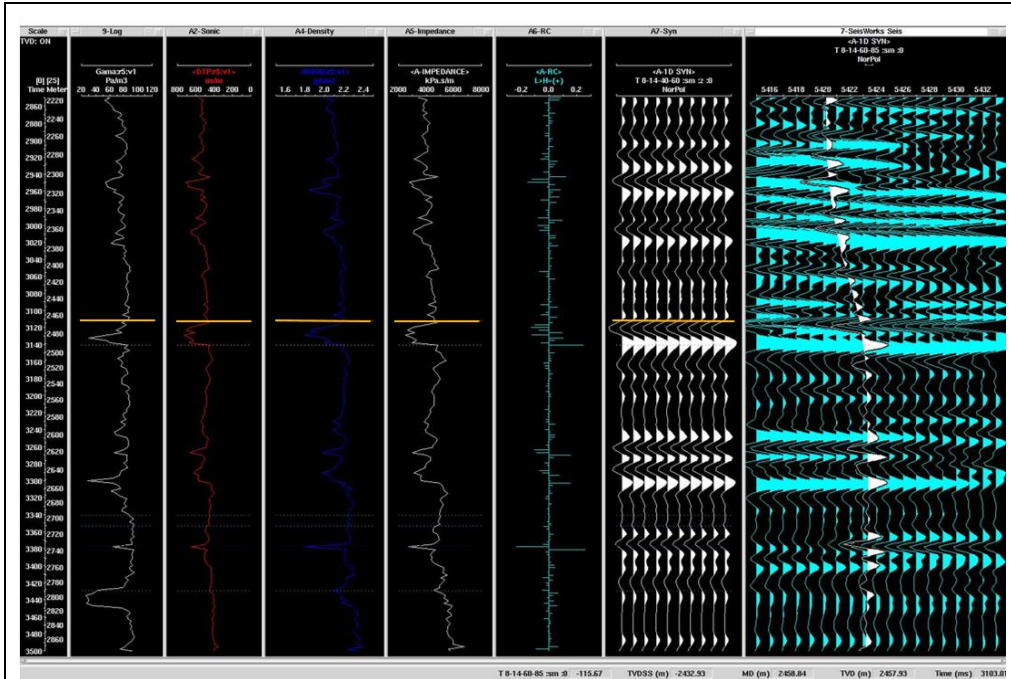 Scale
9-Log
A2-Sonic
A4-Density
A5-Impedance
A6-RC
A7-Syn
7-SeisWorks Seis
TVD: ON
<A-1D SYN>
T 8-14-60-85 :sm :0
NorPol
Gama:r5:v1
Pa/m3
<DTP:r5:v1>
us/m
<A-IMPEDANCE>
kPa.s/m
<A-RC>
L>H=(+)
<A-1D SYN>
T 8-14-40-60 :sm :z :0
NorPol
[0] [25]
Time Meter
20 40 60 80 100 120
800 600 400 200 0
1.6 1.8 2.0 2.2 2.4
2000 4000 6000 8000
-0.2 0 0.2
5416 5418 5420 5422 5424 5426 5428 5430 5432
2220
2860
2240
2880
2260
2900
2920
2280
2300
2940
2320
2960
2980
2340
3000
2360
3020
2380
3040
2400
3060
2420
3080
2440
3100
2460
3120
2480
3140
2500
3160
2520
3180
2540
3200
2560
3220
2580
3240
2600
3260
2620
3280
2640
3300
2660
3320
2680
3340
2700
3360
2720
3380
2740
3400
2760
3420
2780
3440
2800
2820
3460
2840
3480
2860
3500
T 8-14-60-85 :sm :0 -115.67 TVDSS (m) -2432.93 MD (m) 2458.84 TVD (m) 2457.93 Time (ms) 3103.01